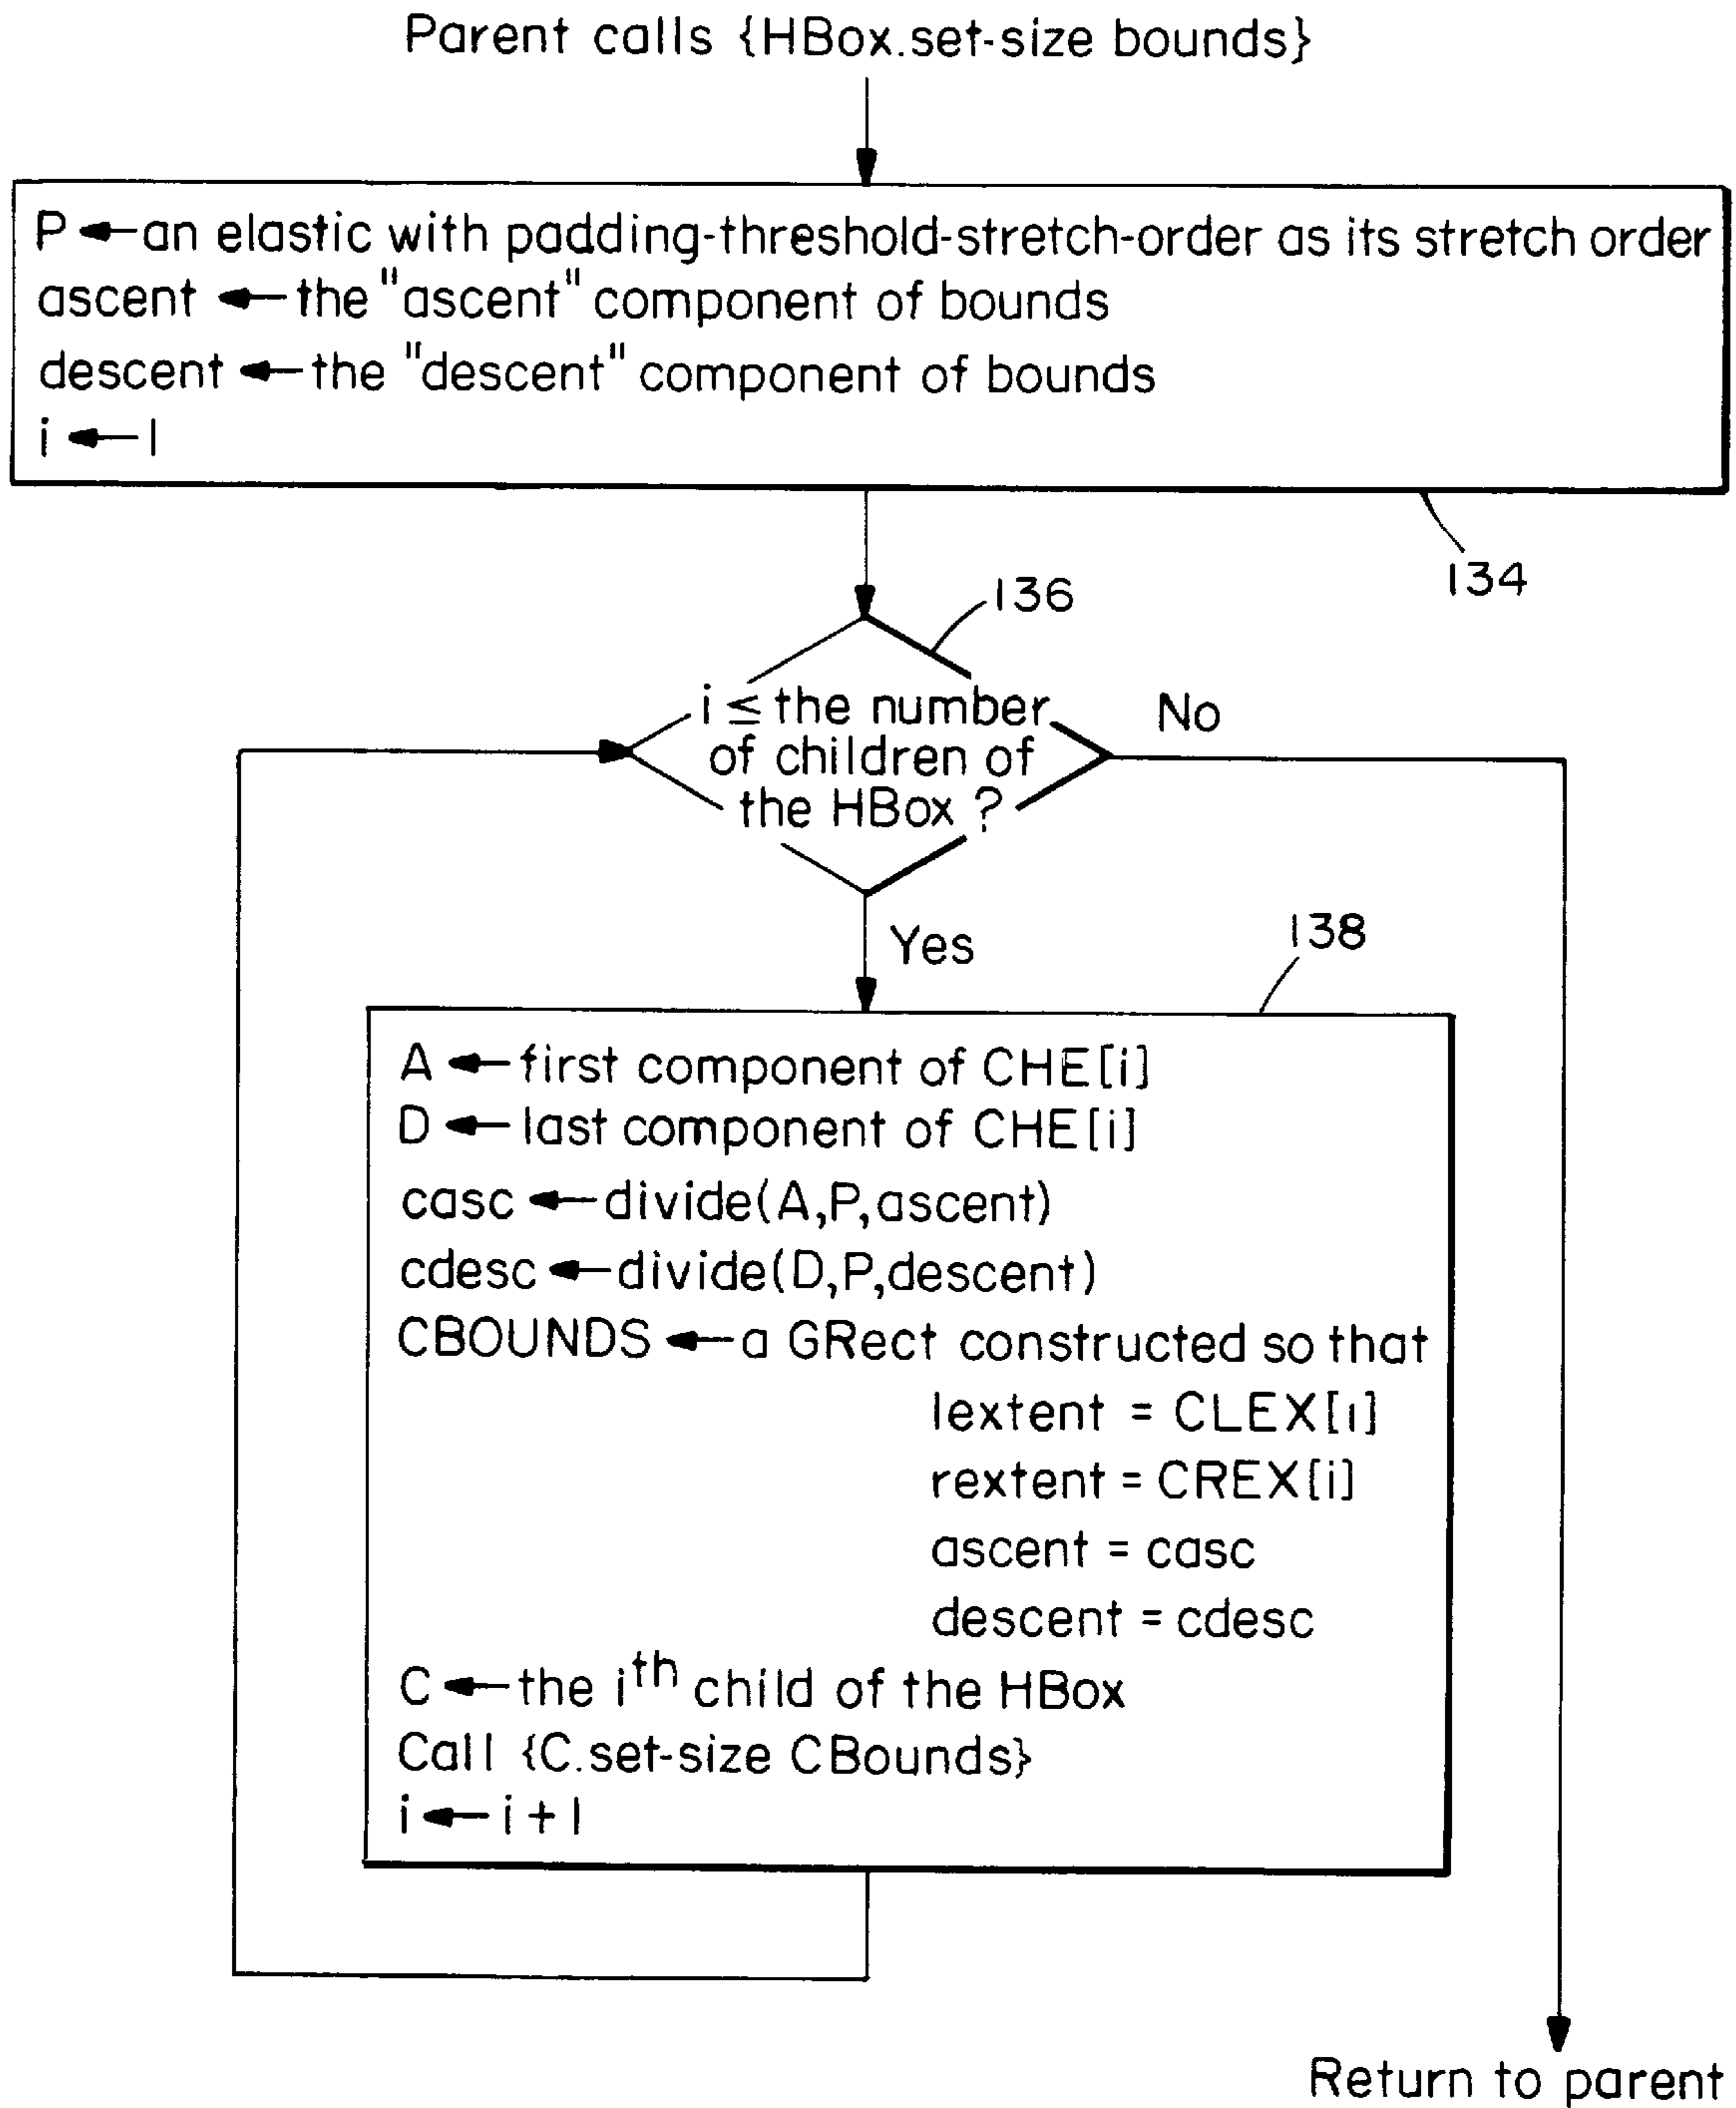 Parent calls {HBox.set-size bounds}
P ← an elastic with padding-threshold-stretch-order as its stretch order
ascent ← the "ascent" component of bounds
descent ← the "descent" component of bounds
i ← 1
134
136
i ≤ the number
of children of
the HBox ?
No
Yes
138
A ← first component of CHE[i]
D ← last component of CHE[i]
casc ← divide(A,P,ascent)
cdesc ← divide(D,P,descent)
CBOUNDS ← a GRect constructed so that
lextent = CLEX[i]
rextent = CREX[i]
ascent = casc
descent = cdesc
C ← the ith child of the HBox
Call {C.set-size CBounds}
i ← i + 1
Return to parent